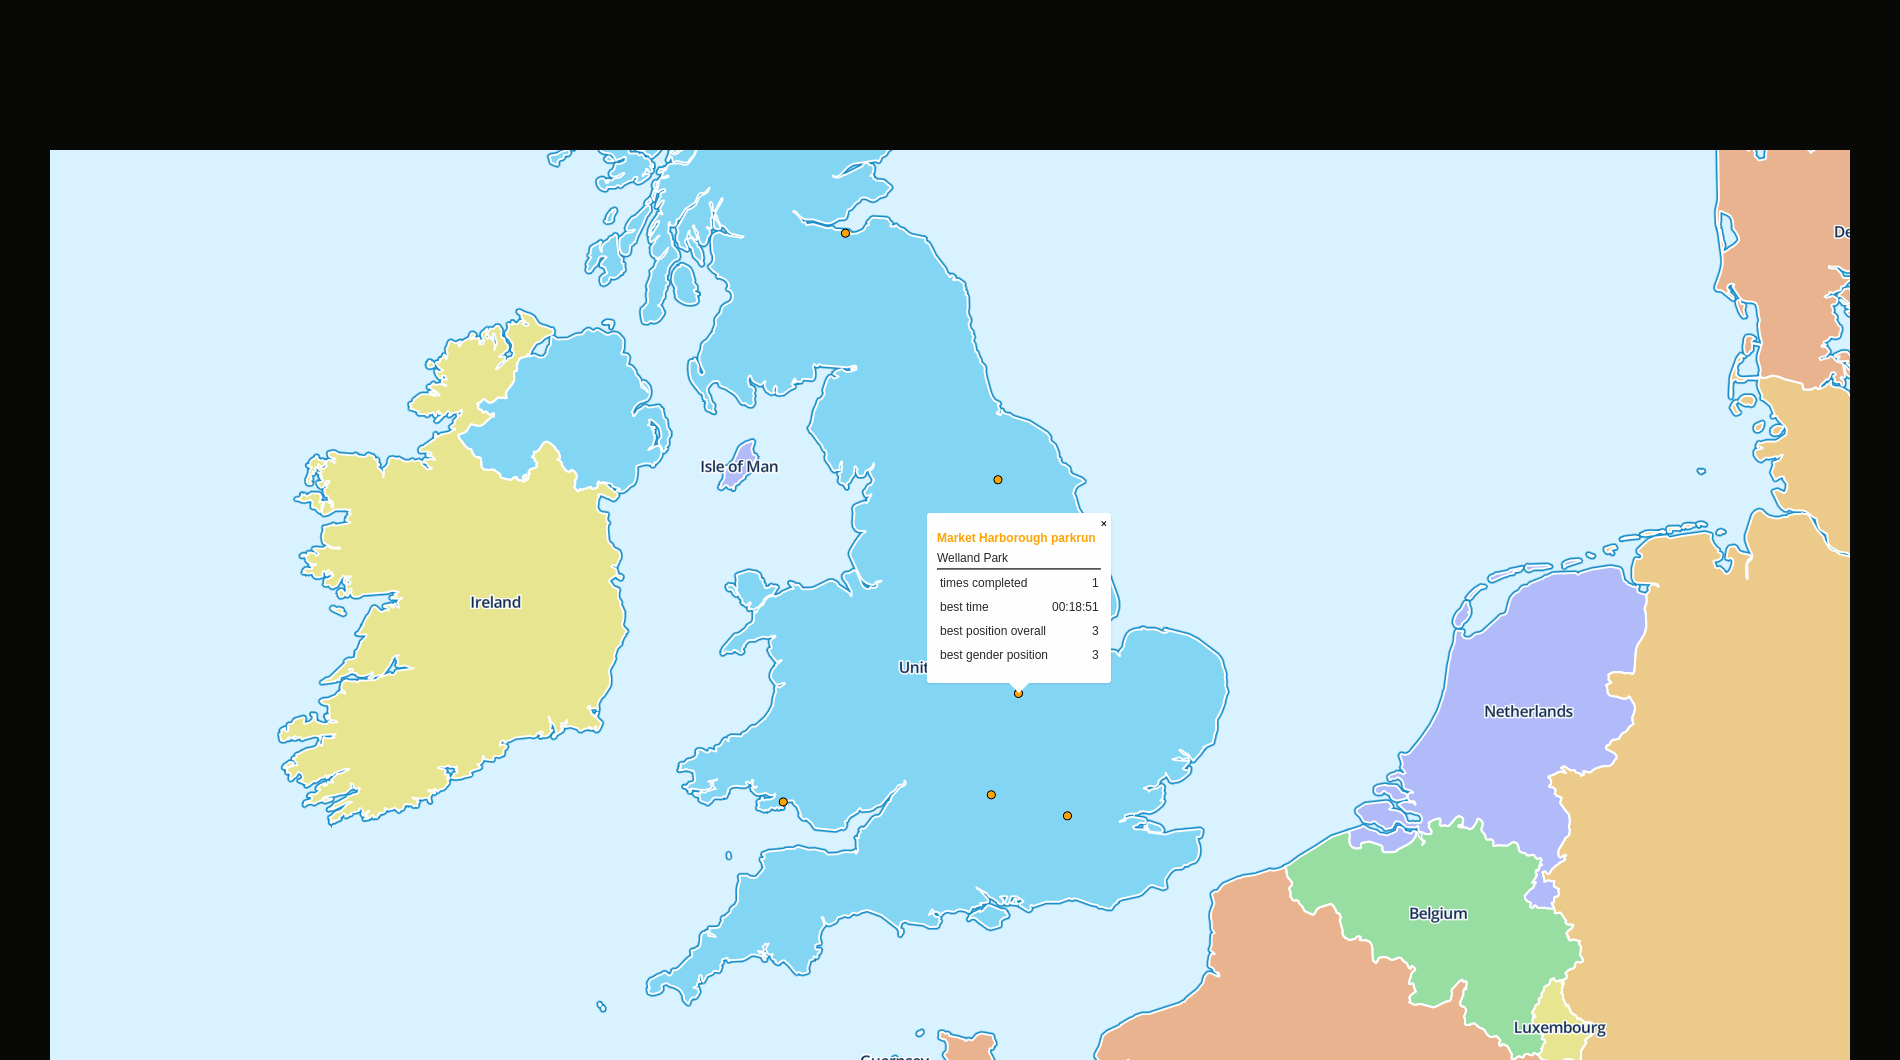 De
Isle of Man
×
Market Harborough parkrun
Welland Park
times completed 1
best time 00:18:51
best position overall 3
best gender position 3
Ireland
Unit
Netherlands
Belgium
Luxembourg
Guernsey